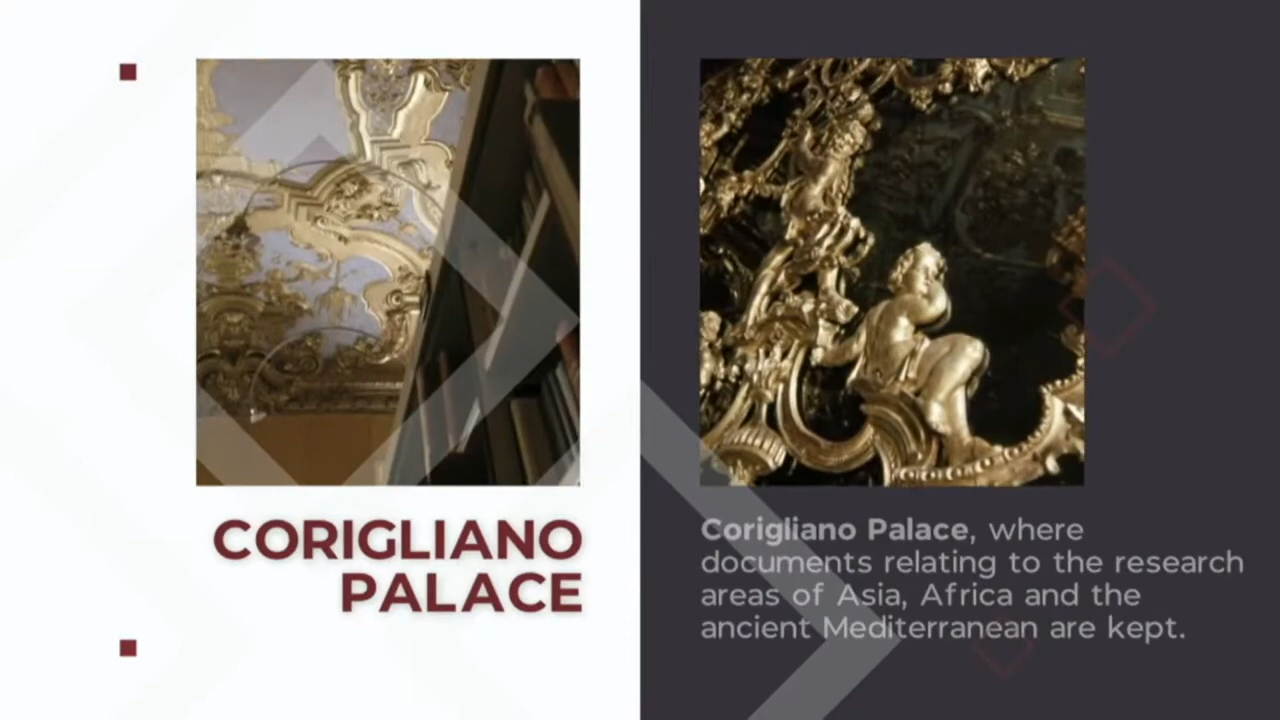 CORIGLIANO
PALACE
Corigliano Palace, where
documents relating to the research
areas of Asia, Africa and the
ancient Mediterranean are kept.